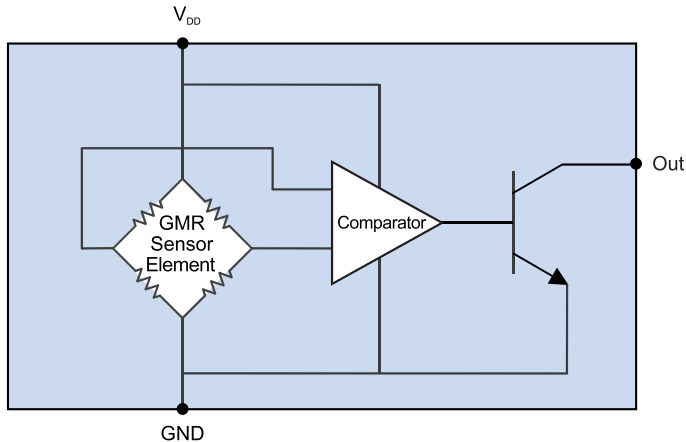 VDD
GMR
Sensor
Element
Comparator
Out
GND